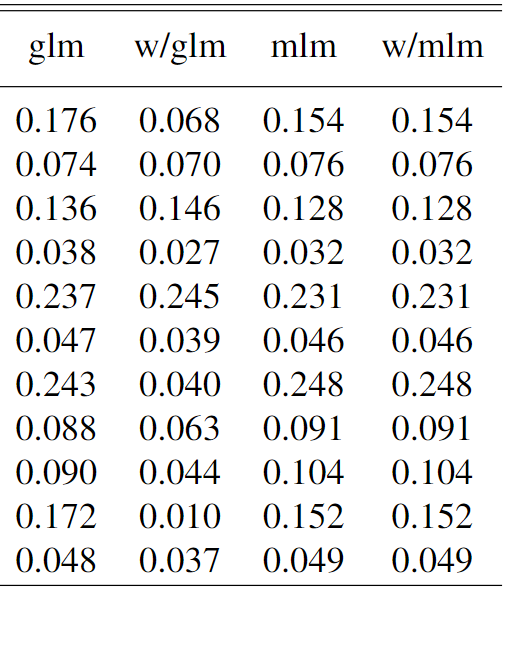 glm w/glm mlm w/mlm
0.176 0.068 0.154 0.154
0.074 0.070 0.076 0.076
0.136 0.146 0.128 0.128
0.038 0.027 0.032 0.032
0.237 0.245 0.231 0.231
0.047 0.039 0.046 0.046
0.243 0.040 0.248 0.248
0.088 0.063 0.091 0.091
0.090 0.044 0.104 0.104
0.172 0.010 0.152 0.152
0.048 0.037 0.049 0.049